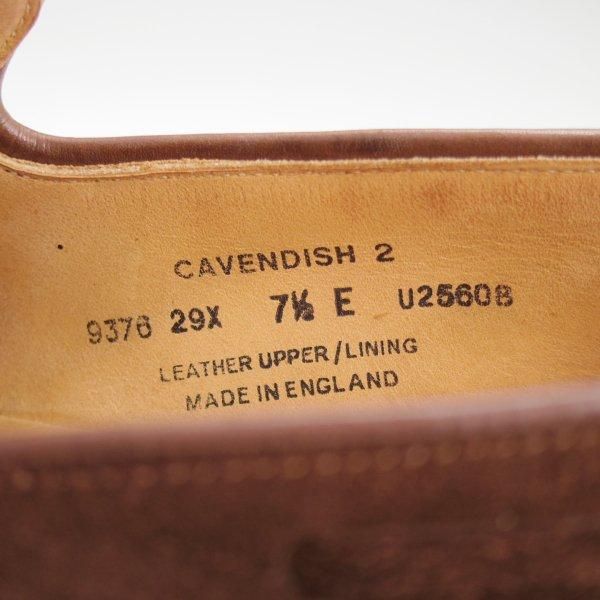 CAVENDISH 2
9376 29X 7½ E U2560B
LEATHER UPPER/LINING
MADE IN ENGLAND